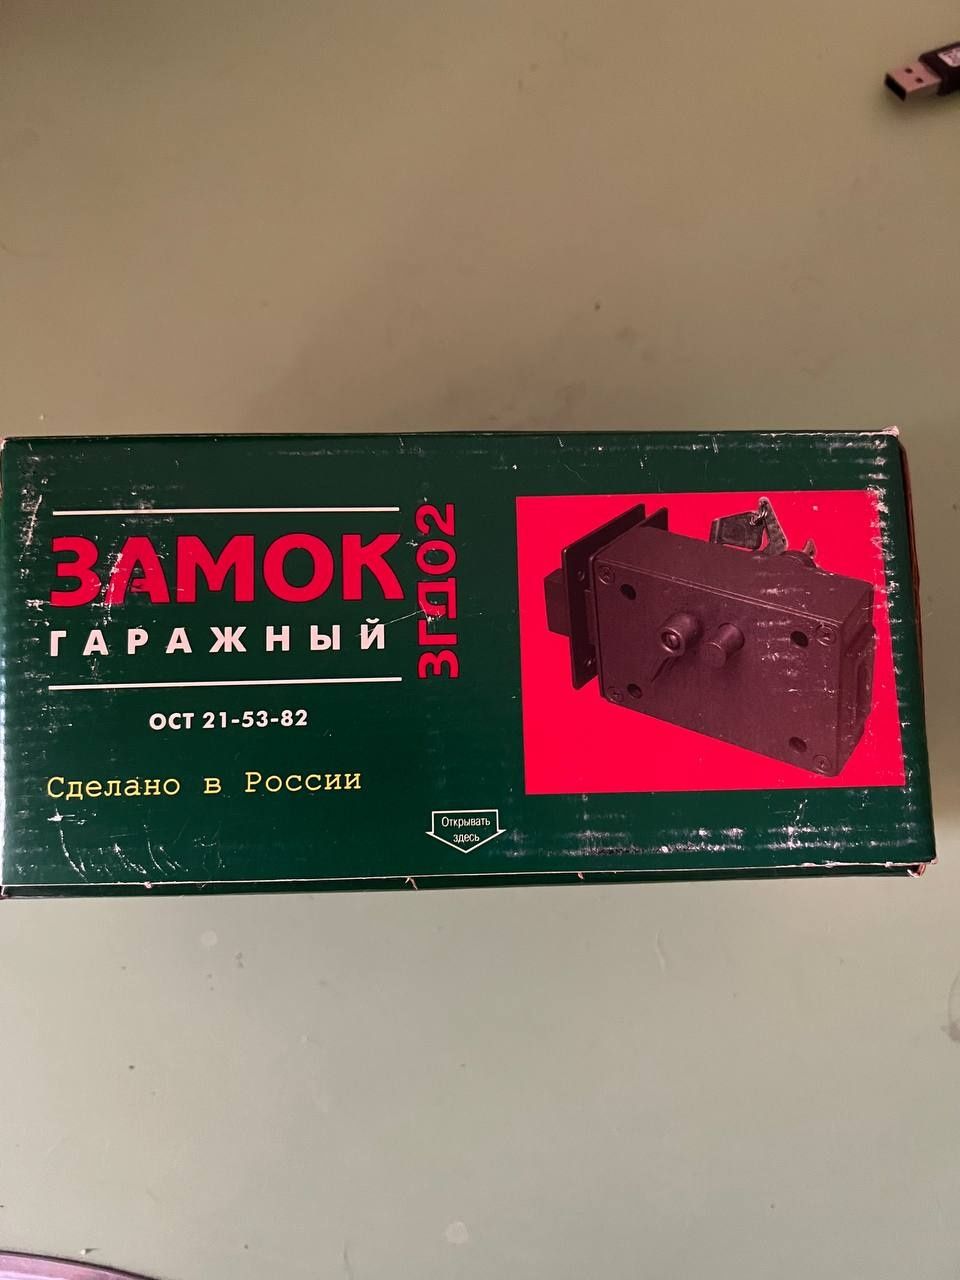 ЗАМОК
ГАРАЖНЫЙ
ЗГД02
ОСТ 21-53-82
Сделано в России
Открывать
здесь